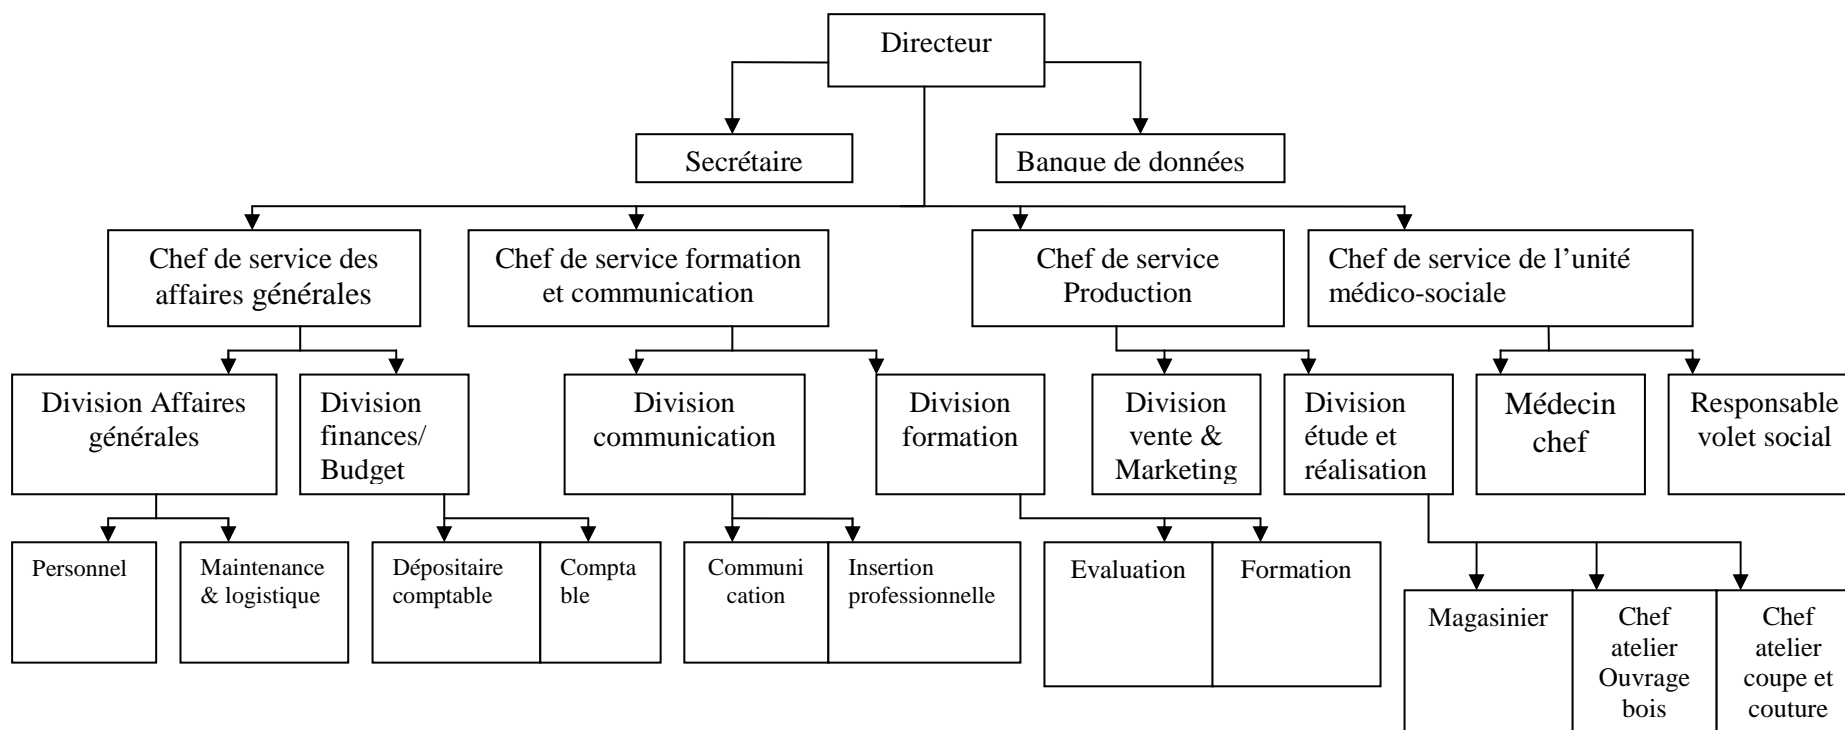 Directeur
Secrétaire
Banque de données
Chef de service des
affaires générales
Chef de service formation
et communication
Chef de service
Production
Chef de service de l’unité
médico-sociale
Division Affaires
générales
Division
finances/
Budget
Division
communication
Division
formation
Division
vente &
Marketing
Division
étude et
réalisation
Médecin
chef
Responsable
volet social
Personnel
Maintenance
& logistique
Dépositaire
comptable
Compta
ble
Communi
cation
Insertion
professionnelle
Evaluation
Formation
Magasinier
Chef
atelier
Ouvrage
bois
Chef
atelier
coupe et
couture